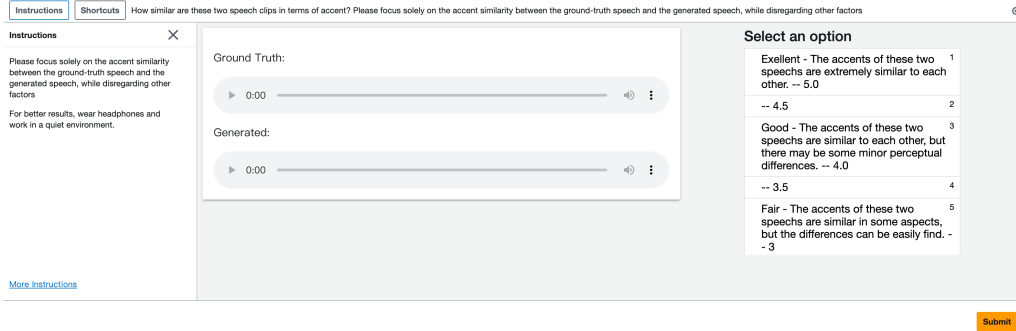 Instructions
Shortcuts
How similar are these two speech clips in terms of accent? Please focus solely on the accent similarity between the ground-truth speech and the generated speech, while disregarding other factors
Instructions
Please focus solely on the accent similarity
between the ground-truth speech and the
generated speech, while disregarding other
factors
For better results, wear headphones and
work in a quiet environment.
More Instructions
Ground Truth:
0:00
Generated:
0:00
Select an option
Exellent - The accents of these two 1
speechs are extremely similar to each
other. -- 5.0
-- 4.5 2
Good - The accents of these two 3
speechs are similar to each other, but
there may be some minor perceptual
differences. -- 4.0
-- 3.5 4
Fair - The accents of these two 5
speechs are similar in some aspects,
but the differences can be easily find. -
- 3
Submit